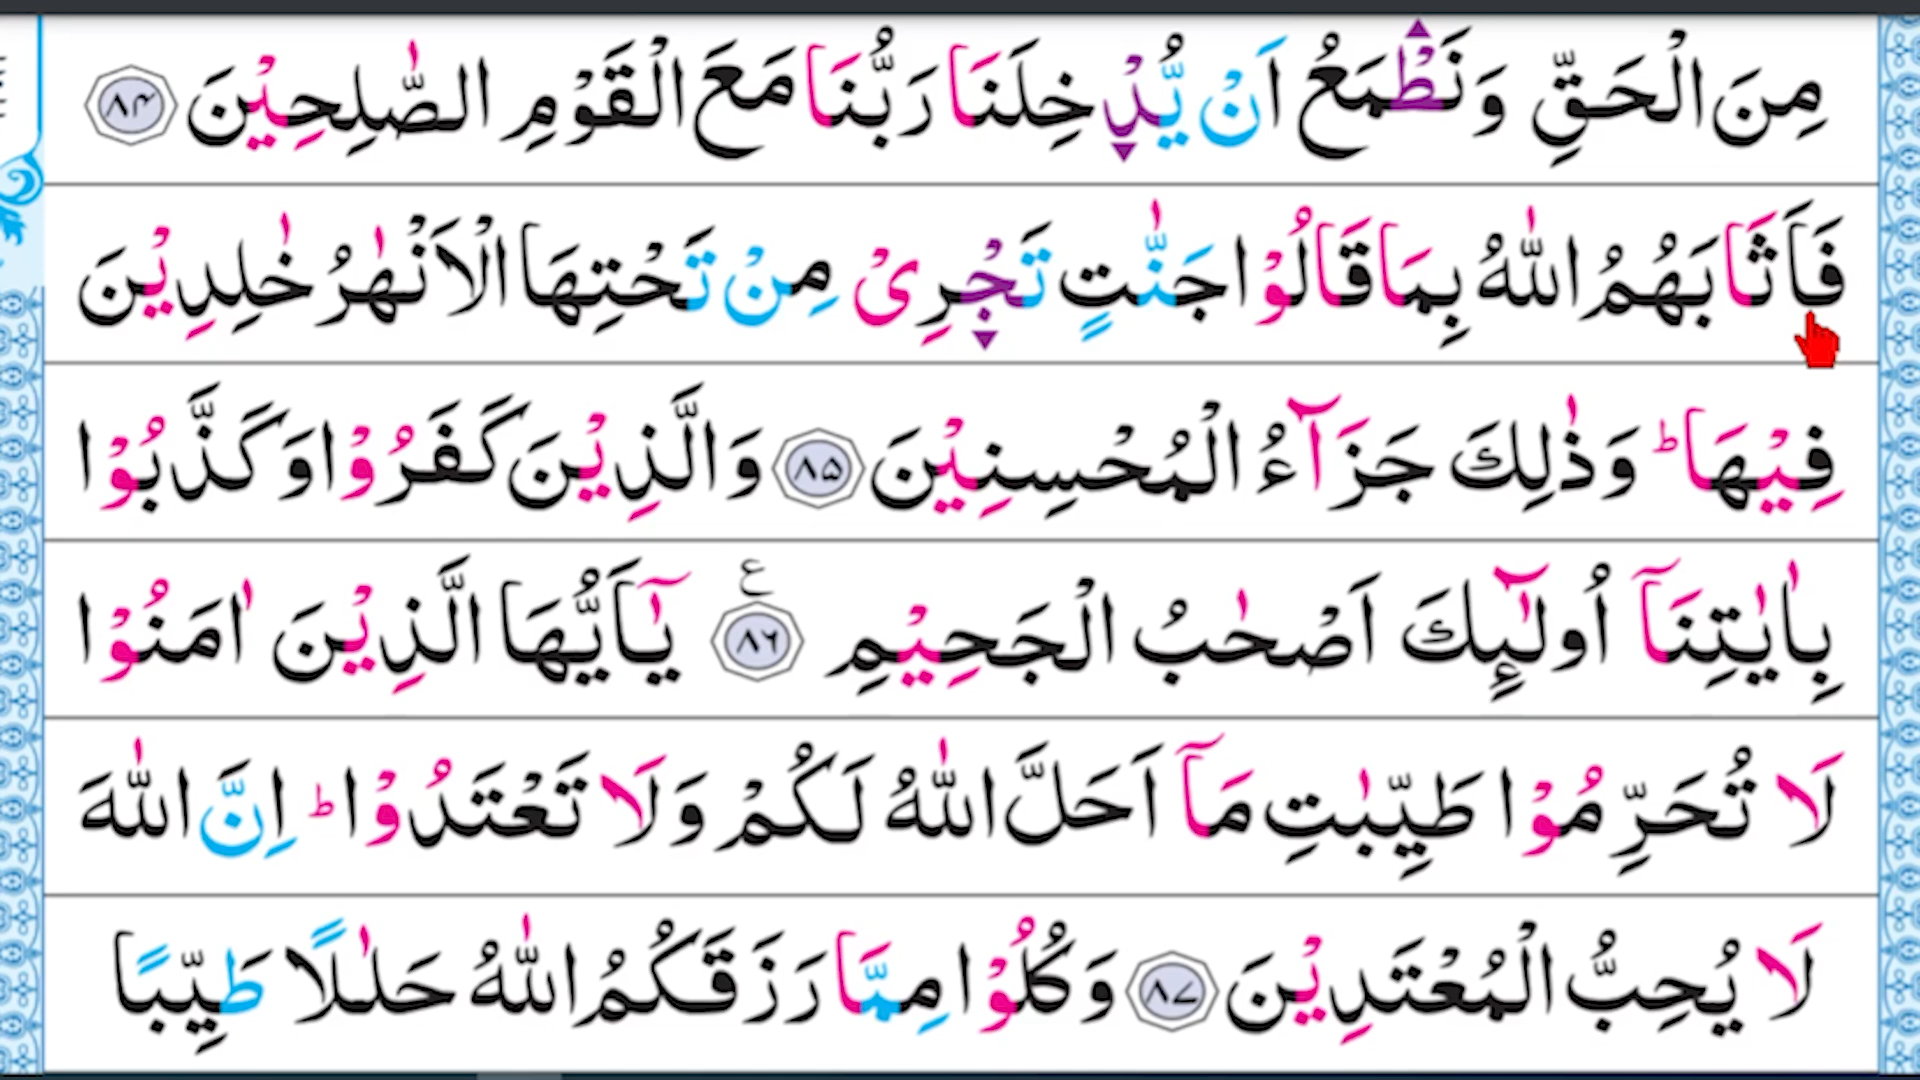 مِنَ الْحَقِّ وَنَطْمَعُ اَنْ يُّدْخِلَنَا رَبُّنَا مَعَ الْقَوْمِ الصّٰلِحِيْنَ ۸۴
فَاَثَابَهُمُ اللّٰهُ بِمَا قَالُوْا جَنّٰتٍ تَجْرِیْ مِنْ تَحْتِهَا الْاَنْهٰرُ خٰلِدِيْنَ
فِيْهَا ؕ وَذٰلِكَ جَزَآءُ الْمُحْسِنِيْنَ ۸۵ وَالَّذِيْنَ كَفَرُوْا وَكَذَّبُوْا
بِاٰيٰتِنَآ اُولٰٓئِكَ اَصْحٰبُ الْجَحِيْمِ ۸۶ ع يٰٓاَيُّهَا الَّذِيْنَ اٰمَنُوْا
لَا تُحَرِّمُوْا طَيِّبٰتِ مَآ اَحَلَّ اللّٰهُ لَكُمْ وَلَا تَعْتَدُوْا ؕ اِنَّ اللّٰهَ
لَا يُحِبُّ الْمُعْتَدِيْنَ ۸۷ وَكُلُوْا مِمَّا رَزَقَكُمُ اللّٰهُ حَلٰلًا طَيِّبًا